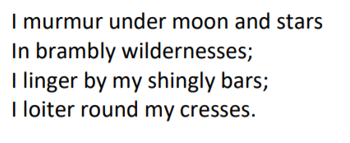 I murmur under moon and stars
In brambly wildernesses;
I linger by my shingly bars;
I loiter round my cresses.